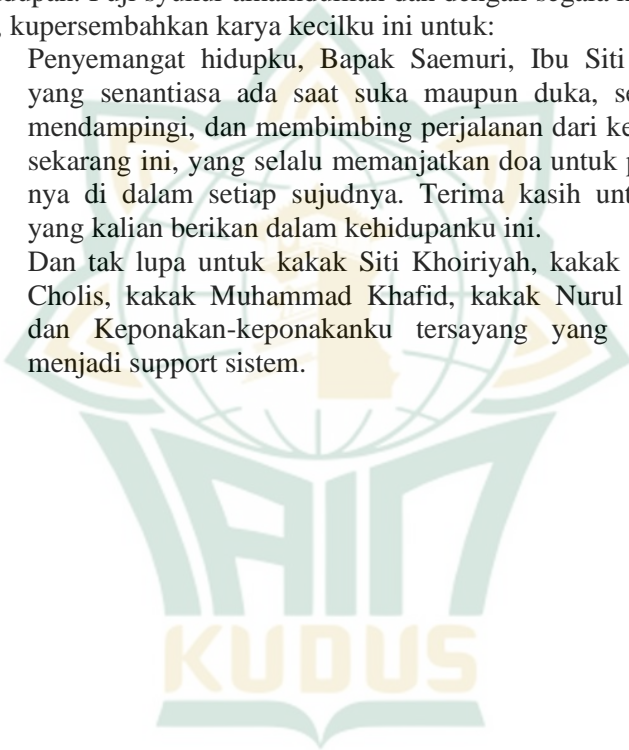 Puji syukur dan dengan segala
, kupersembahkan karya kecilku ini untuk:
Penyemangat hidupku, Bapak Saemuri, Ibu Siti
yang senantiasa ada saat suka maupun duka, se
mendampingi, dan membimbing perjalanan dari ke
sekarang ini, yang selalu memanjatkan doa untuk p
nya di dalam setiap sujudnya. Terima kasih unt
yang kalian berikan dalam kehidupanku ini.
Dan tak lupa untuk kakak Siti Khoiriyah, kakak
Cholis, kakak Muhammad Khafid, kakak Nurul
dan Keponakan-keponakanku tersayang yang
menjadi support sistem.
IAIN
KUDUS